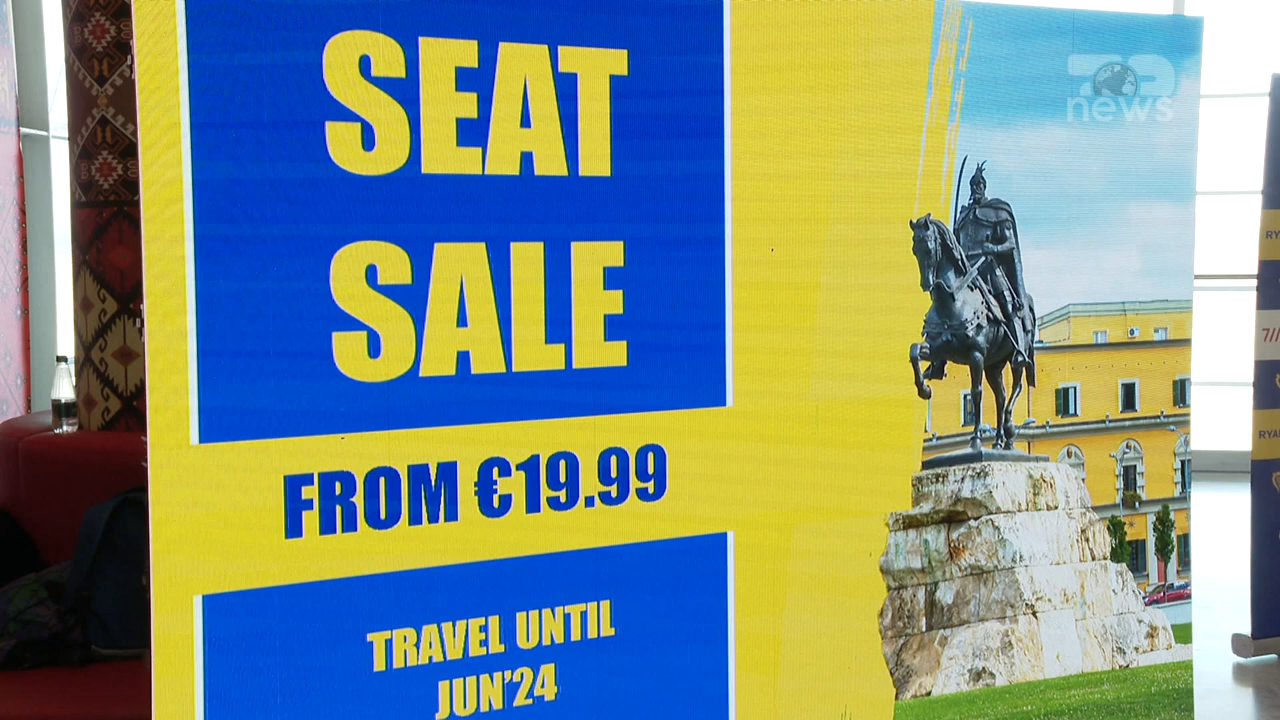 SEAT
SALE
FROM €19.99
TRAVEL UNTIL
JUN'24
news